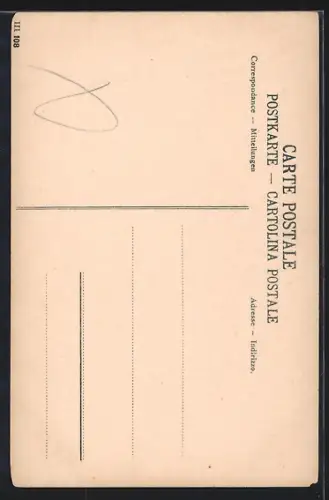 CARTE POSTALE
POSTKARTE — CARTOLINA POSTALE
Correspondance — Mitteilungen
Adresse — Indirizzo.
III 108